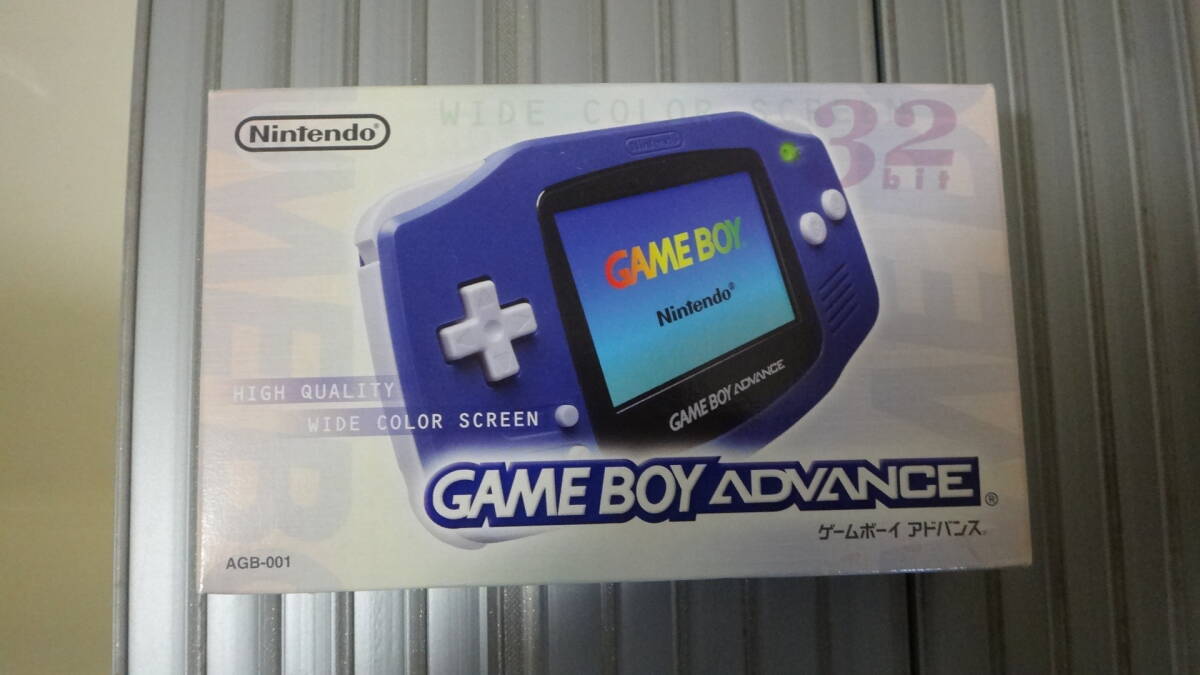 Nintendo®
WIDE COLOR SCREEN
32
bit
Nintendo
GAME BOY
Nintendo®
GAME BOY ADVANCE
HIGH QUALITY
WIDE COLOR SCREEN
GAME BOY ADVANCE®
ゲームボーイ アドバンス
AGB-001